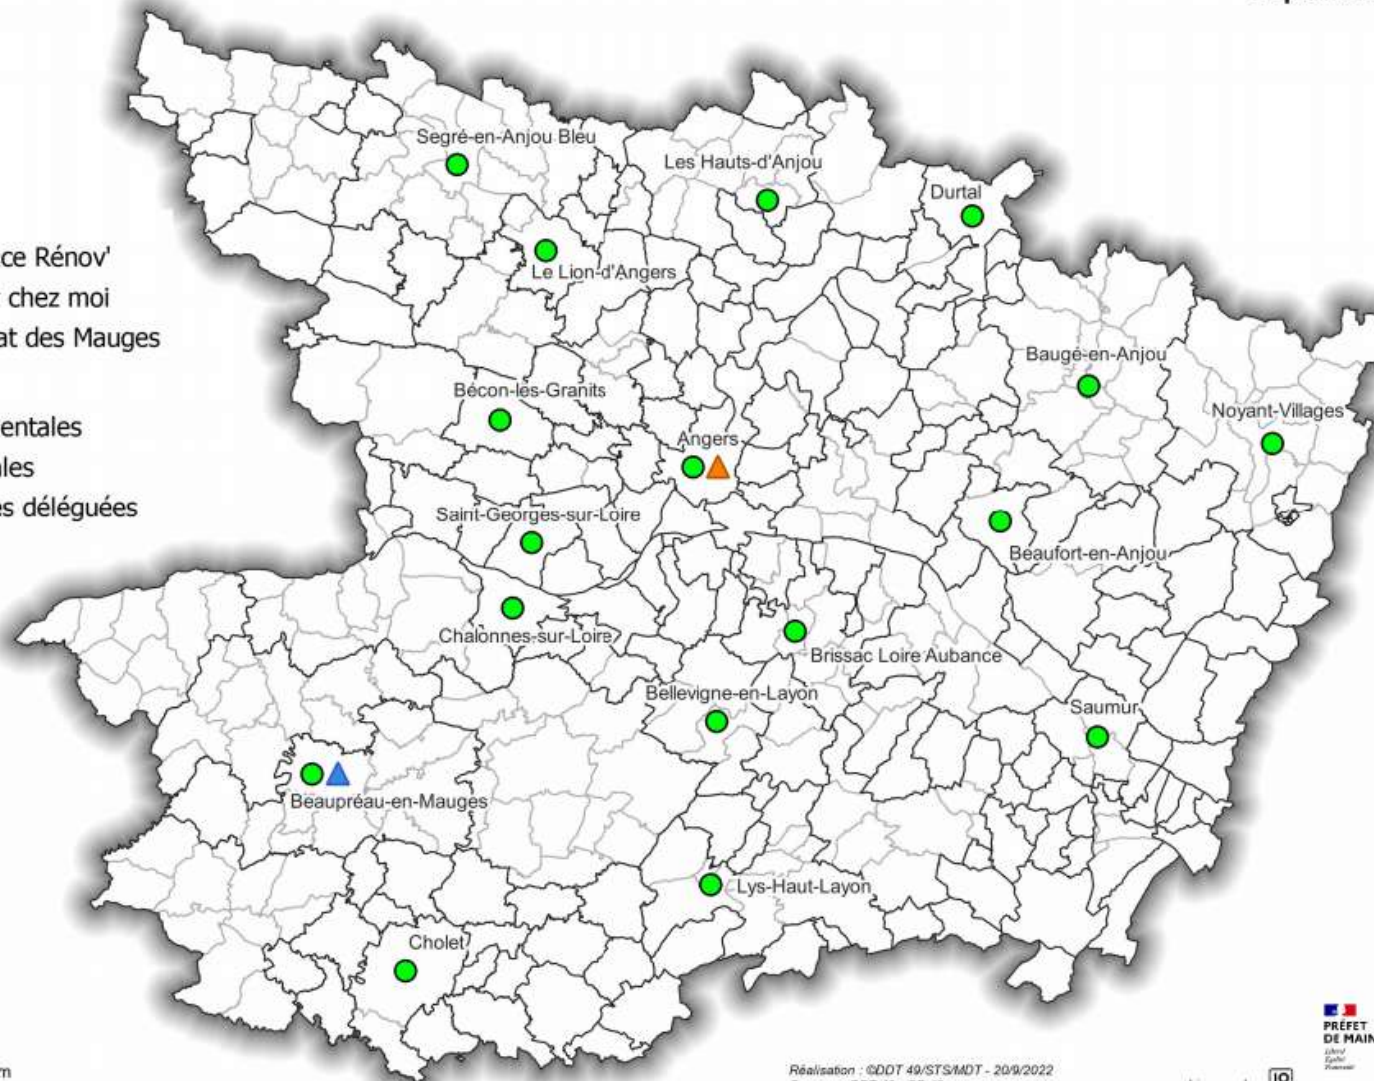 Segré-en-Anjou Bleu
Les Hauts-d'Anjou
Durtal
Le Lion-d'Angers
ce Rénov'
chez moi
at des Mauges
Baugé-en-Anjou
Bécon-les-Granits
Noyant-Villages
entales
Angers
les
s déléguées
Saint-Georges-sur-Loire
Beaufort-en-Anjou
Chalonnes-sur-Loire
Brissac Loire Aubance
Bellevigne-en-Layon
Saumur
Beaupréau-en-Mauges
Lys-Haut-Layon
Cholet
PRÉFET
DE MAIN
Réalisation : ©DDT 49/STS/MDT - 20/9/2022